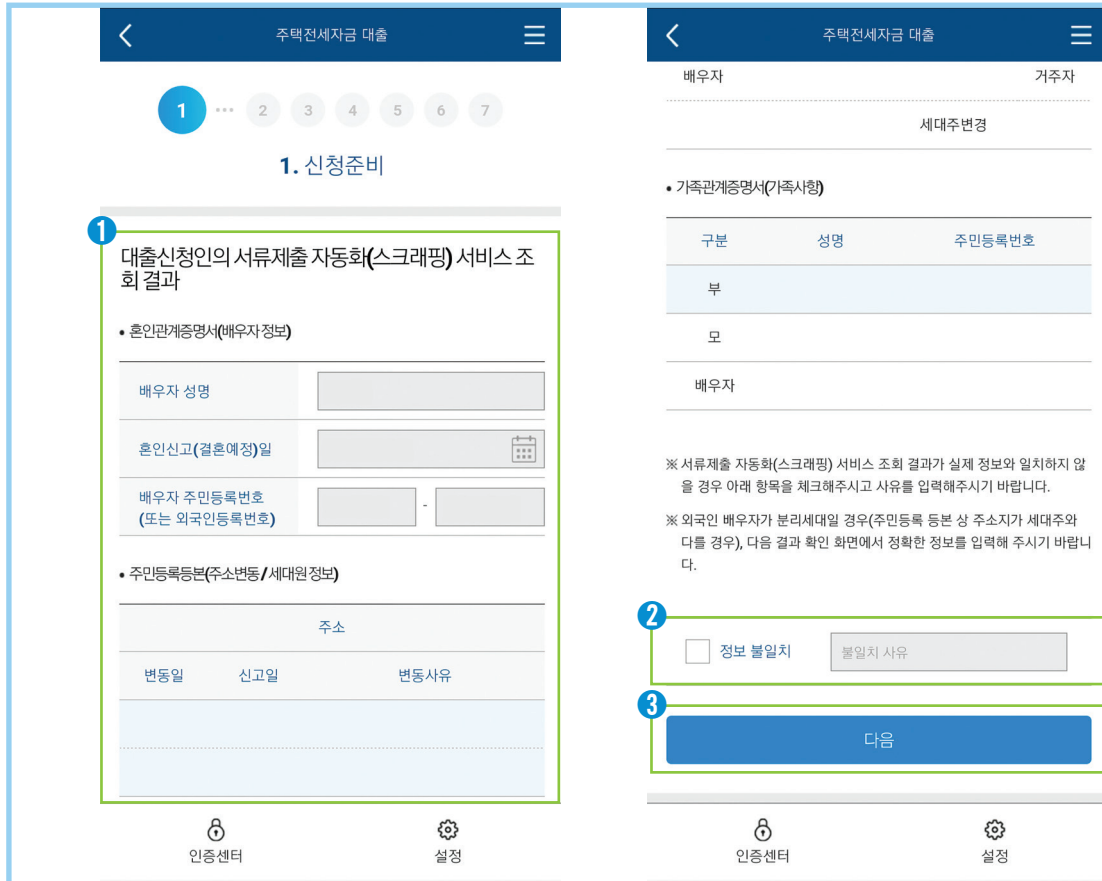 주택전세자금 대출
1 ··· 2 3 4 5 6 7
1. 신청준비
1
대출신청인의 서류제출 자동화(스크래핑) 서비스 조
회 결과
• 혼인관계증명서(배우자 정보)
배우자 성명
혼인신고(결혼예정)일
배우자 주민등록번호
(또는 외국인등록번호)
-
• 주민등록등본(주소변동 / 세대원 정보)
주소
변동일 신고일 변동사유
인증센터 설정
주택전세자금 대출
배우자 거주자
세대주변경
• 가족관계증명서(가족사항)
구분 성명 주민등록번호
부
모
배우자
※ 서류제출 자동화(스크래핑) 서비스 조회 결과가 실제 정보와 일치하지 않
을 경우 아래 항목을 체크해주시고 사유를 입력해주시기 바랍니다.
※ 외국인 배우자가 분리세대일 경우(주민등록 등본 상 주소지가 세대주와
다를 경우), 다음 결과 확인 화면에서 정확한 정보를 입력해 주시기 바랍니
다.
2
정보 불일치 불일치 사유
3
다음
인증센터 설정